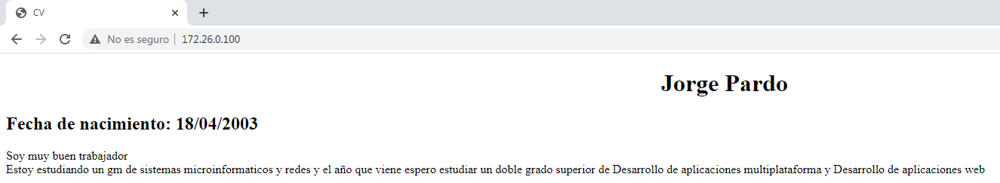 CV
No es seguro 172.26.0.100
Jorge Pardo
Fecha de nacimiento: 18/04/2003
Soy muy buen trabajador
Estoy estudiando un gm de sistemas microinformaticos y redes y el año que viene espero estudiar un doble grado superior de Desarrollo de aplicaciones multiplataforma y Desarrollo de aplicaciones web